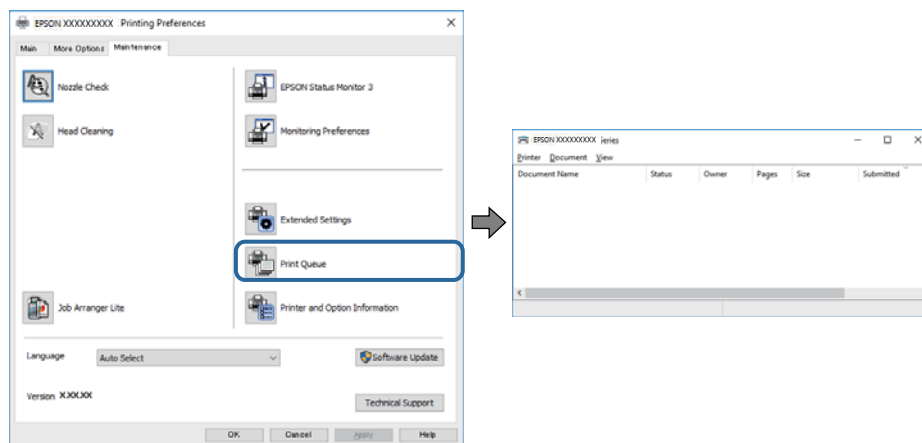 EPSON XXXXXXXXX Printing Preferences
Main More Options Maintenance
Nozzle Check
EPSON Status Monitor 3
Head Cleaning
Monitoring Preferences
Extended Settings
Print Queue
Job Arranger Lite
Printer and Option Information
Language Auto Select
Software Update
Version X.XX.XX
Technical Support
OK Cancel Apply Help
EPSON XXXXXXXXX ieries
Printer Document View
Document Name Status Owner Pages Size Submitted